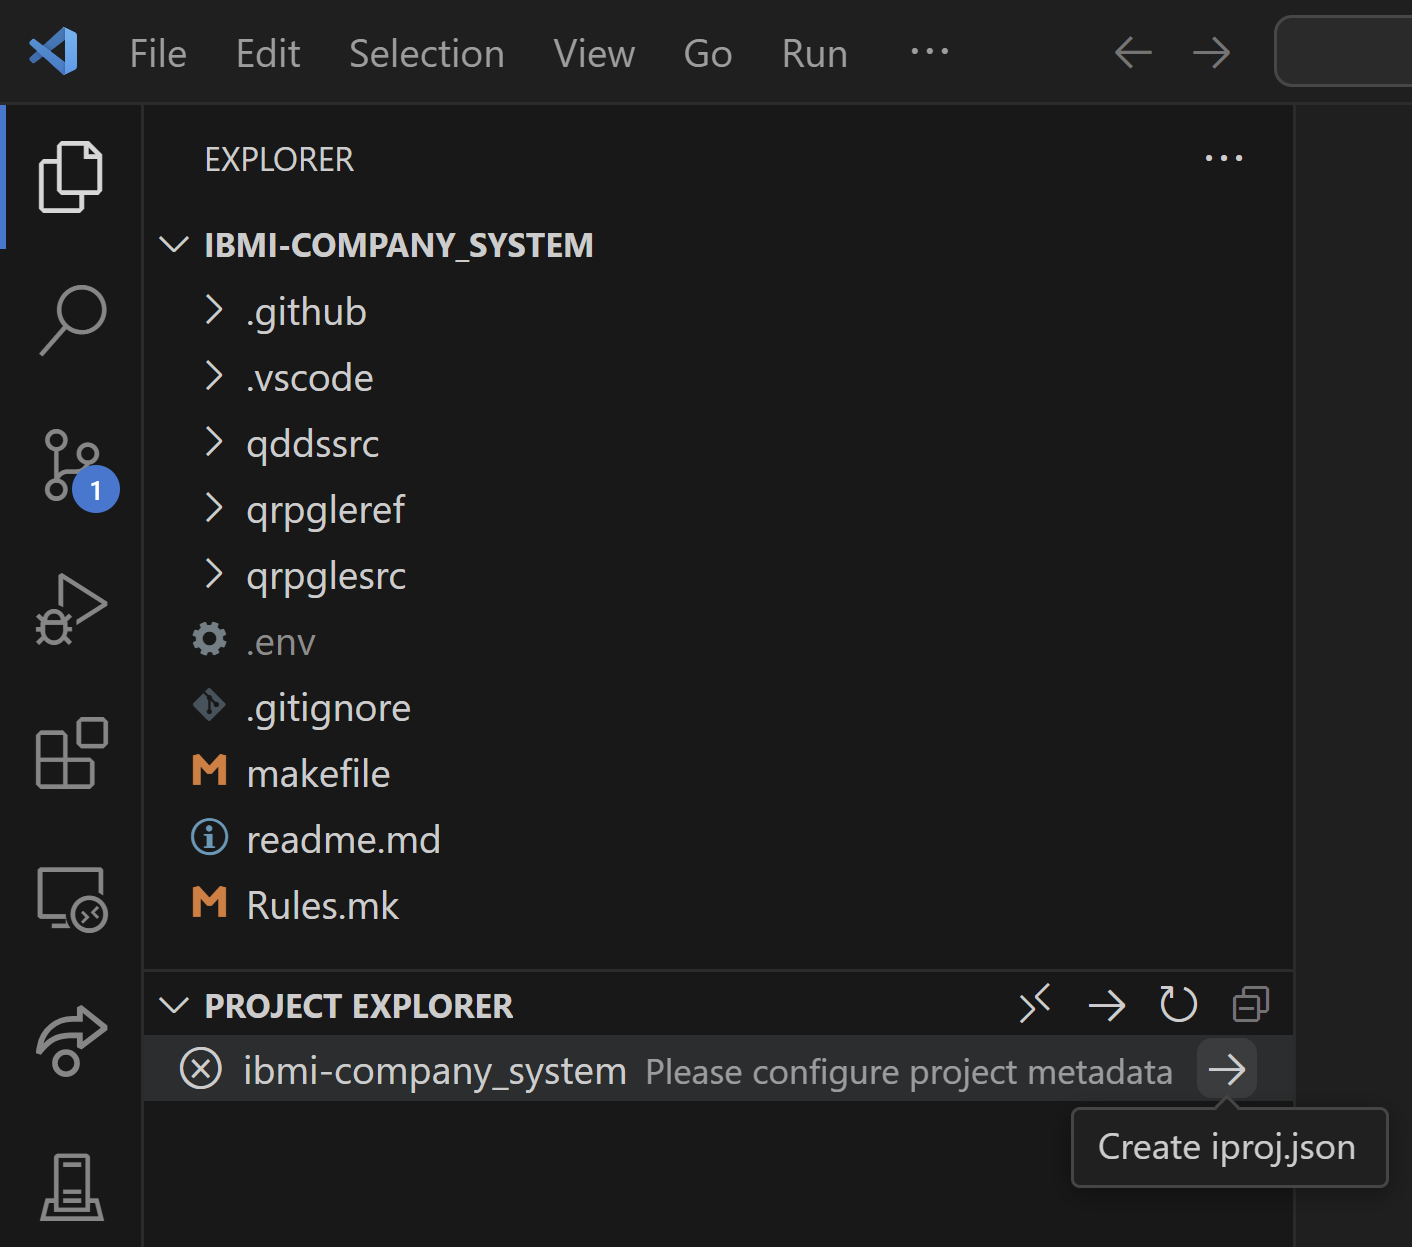 File Edit Selection View Go Run ···
EXPLORER
IBMI-COMPANY_SYSTEM
.github
.vscode
qddssrc
qrpgleref
qrpglesrc
.env
.gitignore
makefile
readme.md
Rules.mk
1
PROJECT EXPLORER
ibmi-company_system Please configure project metadata
Create iproj.json